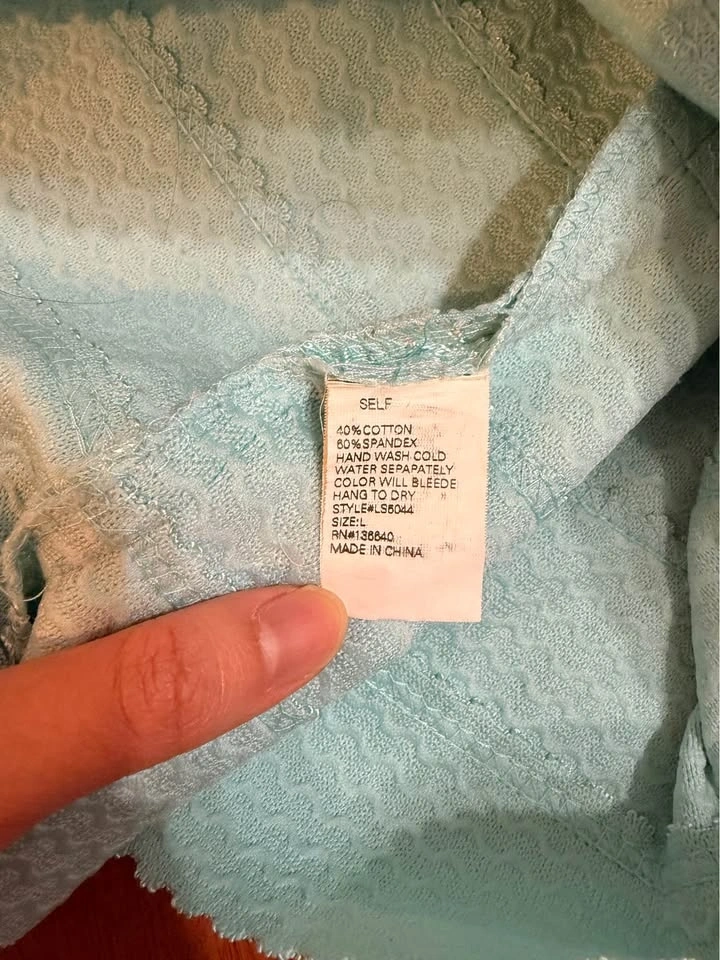 SELF
40%COTTON
60%SPANDEX
HAND WASH COLD
WATER SEPAPATELY
COLOR WILL BLEEDE
HANG TO DRY
STYLE#LS6044
SIZE:L
RN#136640
MADE IN CHINA